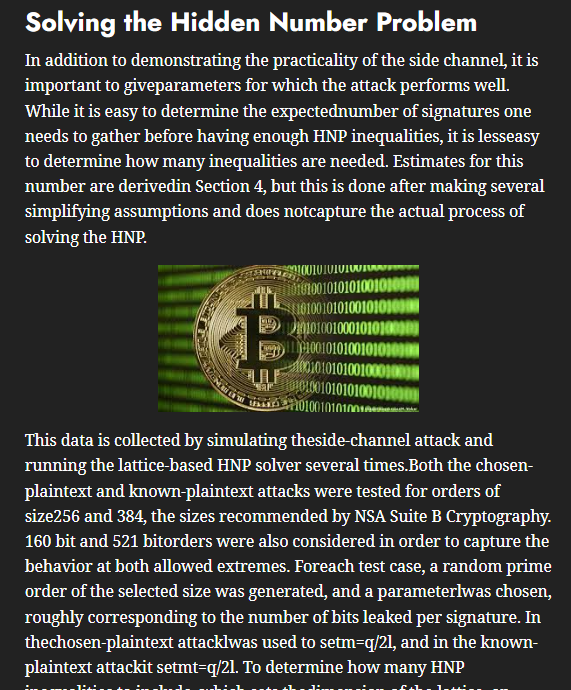 Solving the Hidden Number Problem
In addition to demonstrating the practicality of the side channel, it is
important to giveparameters for which the attack performs well.
While it is easy to determine the expectednumber of signatures one
needs to gather before having enough HNP inequalities, it is lesseasy
to determine how many inequalities are needed. Estimates for this
number are derivedin Section 4, but this is done after making several
simplifying assumptions and does notcapture the actual process of
solving the HNP.
This data is collected by simulating theside-channel attack and
running the lattice-based HNP solver several times.Both the chosen-
plaintext and known-plaintext attacks were tested for orders of
size256 and 384, the sizes recommended by NSA Suite B Cryptography.
160 bit and 521 bitorders were also considered in order to capture the
behavior at both allowed extremes. Foreach test case, a random prime
order of the selected size was generated, and a parameterlwas chosen,
roughly corresponding to the number of bits leaked per signature. In
thechosen-plaintext attacklwas used to setm=q/2l, and in the known-
plaintext attackit setmt=q/2l. To determine how many HNP